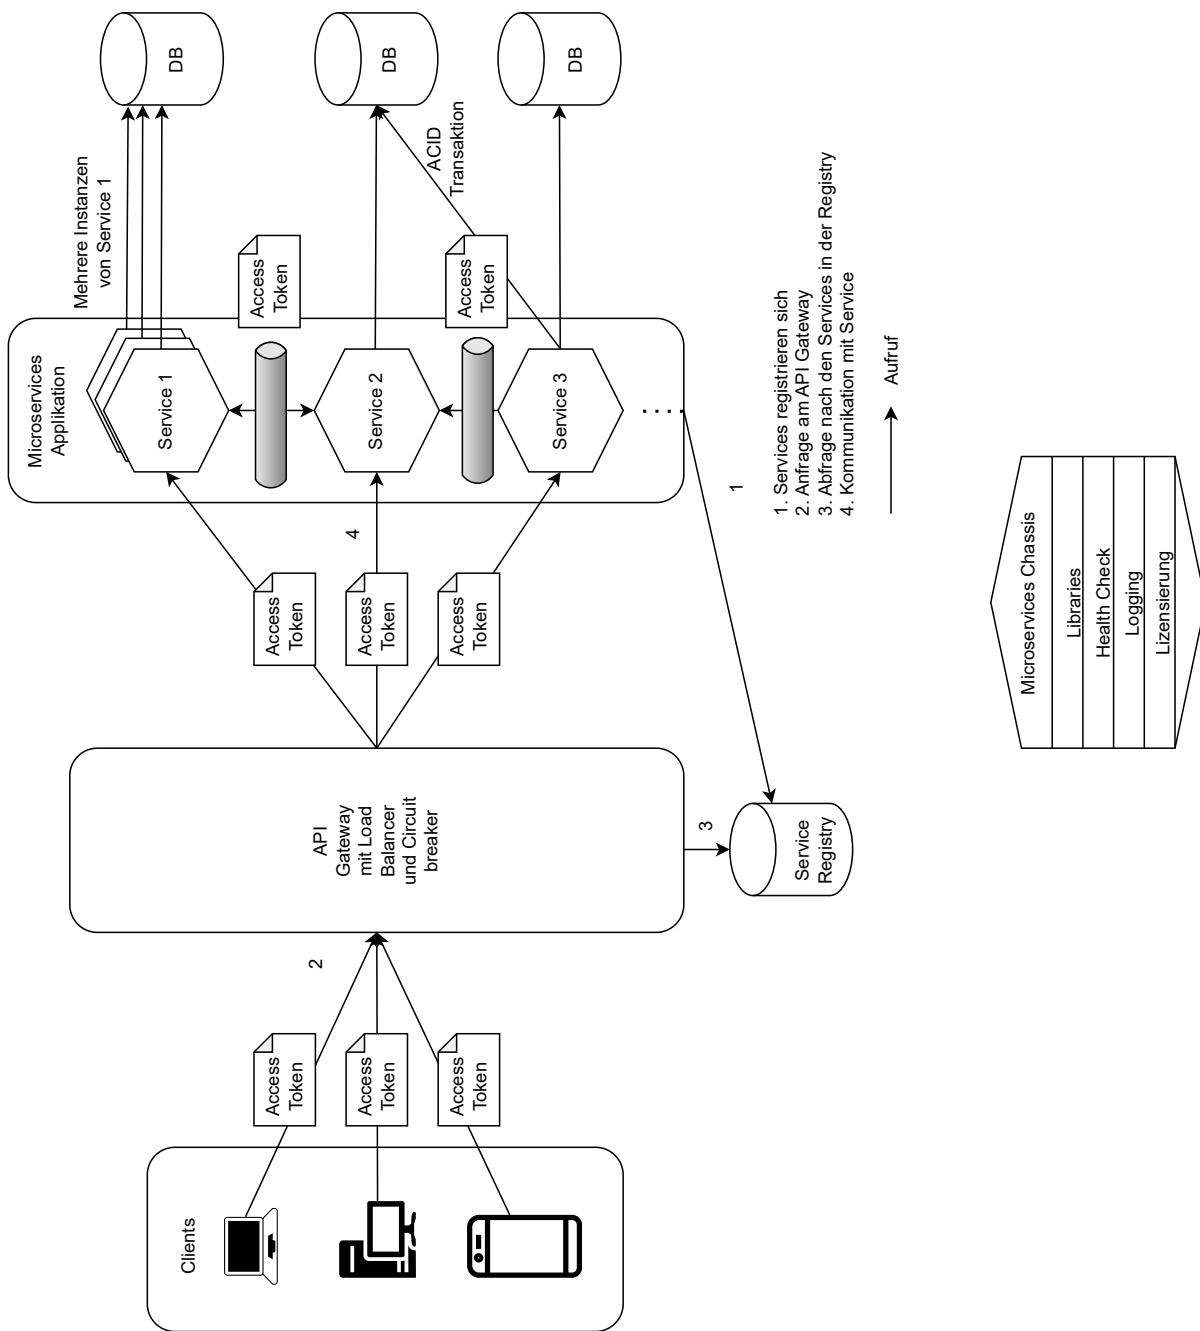 Clients
Access
Token
Access
Token
Access
Token
2
API
Gateway
mit Load
Balancer
und Circuit
breaker
3
Service
Registry
Access
Token
Access
Token
Access
Token
4
1
Microservices
Applikation
Service 1
Service 2
Service 3
Mehrere Instanzen
von Service 1
Access
Token
Access
Token
ACID
Transaktion
DB
DB
DB
1. Services registrieren sich
2. Anfrage am API Gateway
3. Abfrage nach den Services in der Registry
4. Kommunikation mit Service
Aufruf
Microservices Chassis
Libraries
Health Check
Logging
Lizensierung